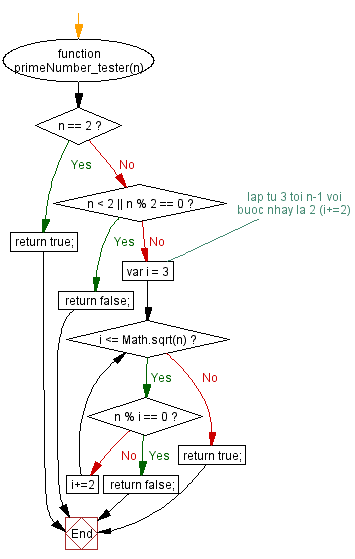 function
primeNumber_tester(n)
n == 2 ?
Yes
No
n < 2 || n % 2 == 0 ?
lap tu 3 toi n-1 voi
buoc nhay la 2 (i+=2)
return true;
Yes
No
var i = 3
return false;
i <= Math.sqrt(n) ?
Yes
No
n % i == 0 ?
No
Yes
return true;
i+=2
return false;
End